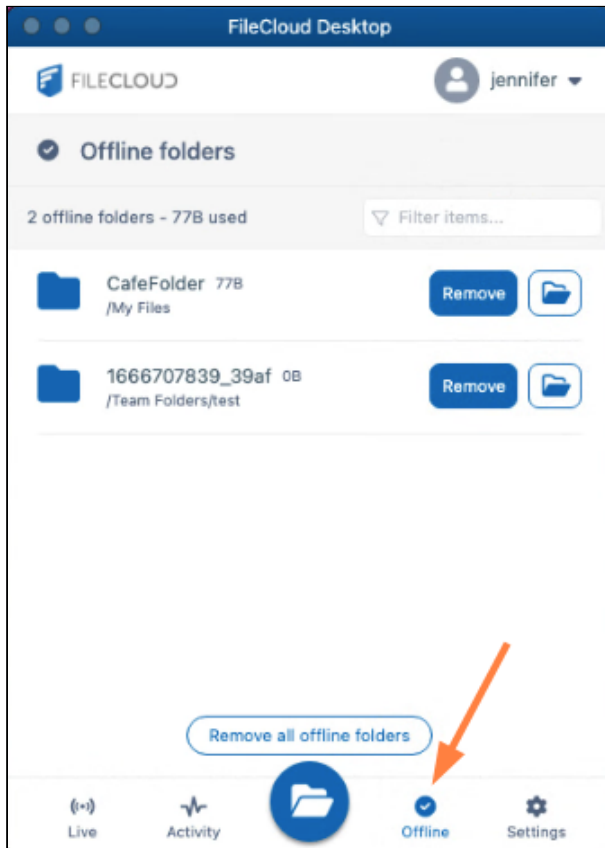 FileCloud Desktop
FILECLOUD
jennifer
Offline folders
2 offline folders - 77B used
Filter items...
CafeFolder 77B
/My Files
Remove
1666707839_39af 0B
/Team Folders/test
Remove
Remove all offline folders
Live
Activity
Offline
Settings